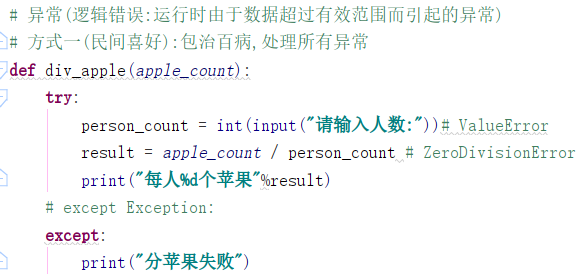 # 异常(逻辑错误:运行时由于数据超过有效范围而引起的异常)
# 方式一(民间喜好):包治百病,处理所有异常
def div_apple(apple_count):
    try:
        person_count = int(input("请输入人数:"))# ValueError
        result = apple_count / person_count # ZeroDivisionError
        print("每人%d个苹果"%result)
    # except Exception:
    except:
        print("分苹果失败")